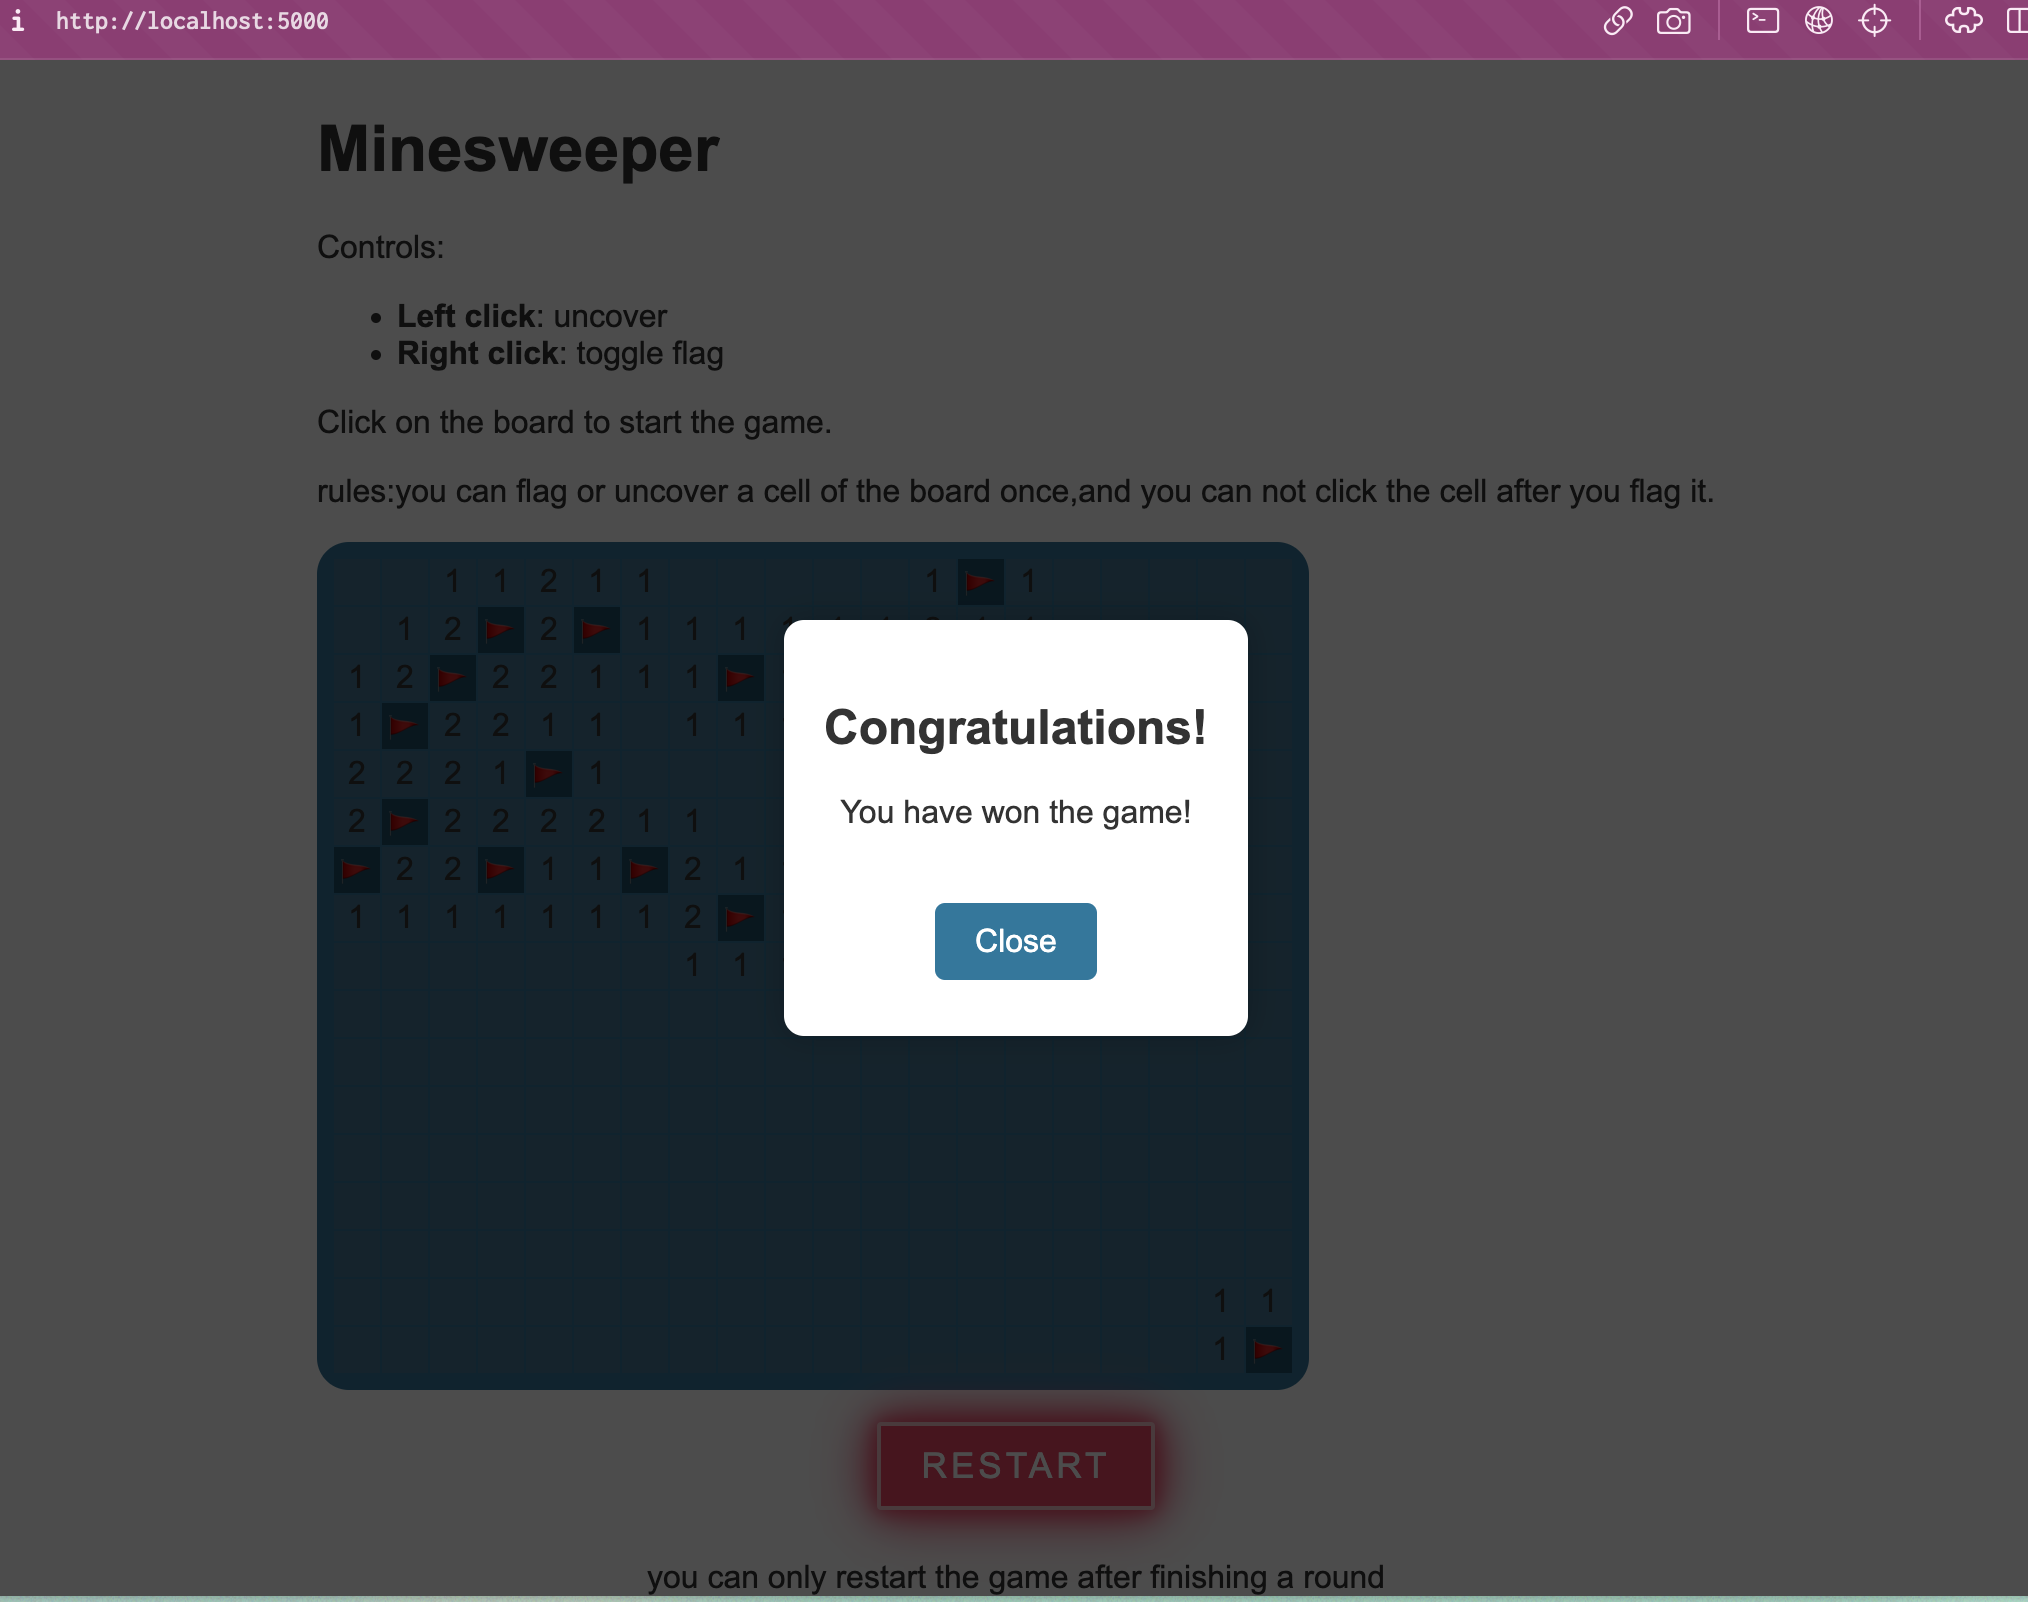 http://localhost:5000
Minesweeper
Controls:
• Left click: uncover
• Right click: toggle flag
Click on the board to start the game.
rules:you can flag or uncover a cell of the board once,and you can not click the cell after you flag it.
1 1 2 1 1 1 1
1 2 2 1 1 1
1 2 2 2 1 1 1
1 2 2 1 1 1 1
2 2 2 1 1
2 2 2 2 2 1 1
2 2 1 1 2 1
1 1 1 1 1 1 1 2
1 1
1 1
1
Congratulations!
You have won the game!
Close
RESTART
you can only restart the game after finishing a round